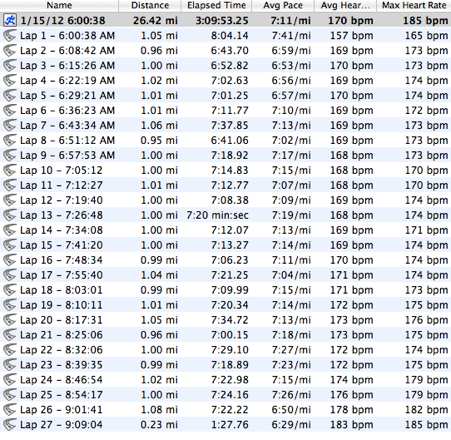 Name Distance Elapsed Time Avg Pace Avg Hear... Max Heart Rate
1/15/12 6:00:38 26.42 mi 3:09:53.25 7:11/mi 170 bpm 185 bpm
Lap 1 – 6:00:38 AM 1.05 mi 8:04.14 7:41/mi 157 bpm 165 bpm
Lap 2 – 6:08:42 AM 0.96 mi 6:43.70 6:59/mi 169 bpm 173 bpm
Lap 3 – 6:15:26 AM 1.00 mi 6:52.82 6:53/mi 170 bpm 173 bpm
Lap 4 – 6:22:19 AM 1.02 mi 7:02.63 6:56/mi 169 bpm 174 bpm
Lap 5 – 6:29:21 AM 1.01 mi 7:01.25 6:57/mi 170 bpm 174 bpm
Lap 6 – 6:36:23 AM 1.01 mi 7:11.77 7:10/mi 169 bpm 172 bpm
Lap 7 – 6:43:34 AM 1.06 mi 7:37.85 7:13/mi 169 bpm 172 bpm
Lap 8 – 6:51:12 AM 0.95 mi 6:41.06 7:02/mi 169 bpm 173 bpm
Lap 9 – 6:57:53 AM 1.00 mi 7:18.92 7:17/mi 168 bpm 170 bpm
Lap 10 – 7:05:12 1.00 mi 7:14.83 7:15/mi 168 bpm 170 bpm
Lap 11 – 7:12:27 1.01 mi 7:12.77 7:07/mi 168 bpm 170 bpm
Lap 12 – 7:19:40 1.00 mi 7:08.38 7:09/mi 169 bpm 174 bpm
Lap 13 – 7:26:48 1.00 mi 7:20 min:sec 7:19/mi 168 bpm 174 bpm
Lap 14 – 7:34:08 1.00 mi 7:12.07 7:13/mi 169 bpm 171 bpm
Lap 15 – 7:41:20 1.00 mi 7:13.27 7:14/mi 169 bpm 174 bpm
Lap 16 – 7:48:34 0.99 mi 7:06.23 7:10/mi 170 bpm 172 bpm
Lap 17 – 7:55:40 1.04 mi 7:21.25 7:04/mi 171 bpm 173 bpm
Lap 18 – 8:03:01 0.99 mi 7:09.99 7:15/mi 171 bpm 174 bpm
Lap 19 – 8:10:11 1.01 mi 7:20.34 7:14/mi 172 bpm 175 bpm
Lap 20 – 8:17:31 1.05 mi 7:34.72 7:13/mi 173 bpm 176 bpm
Lap 21 – 8:25:06 0.96 mi 7:00.15 7:18/mi 173 bpm 175 bpm
Lap 22 – 8:32:06 1.00 mi 7:29.10 7:27/mi 172 bpm 174 bpm
Lap 23 – 8:39:35 0.99 mi 7:18.89 7:23/mi 172 bpm 175 bpm
Lap 24 – 8:46:54 1.02 mi 7:22.98 7:15/mi 174 bpm 179 bpm
Lap 25 – 8:54:17 1.00 mi 7:24.16 7:26/mi 176 bpm 179 bpm
Lap 26 – 9:01:41 1.08 mi 7:22.22 6:50/mi 178 bpm 182 bpm
Lap 27 – 9:09:04 0.23 mi 1:27.76 6:29/mi 183 bpm 185 bpm